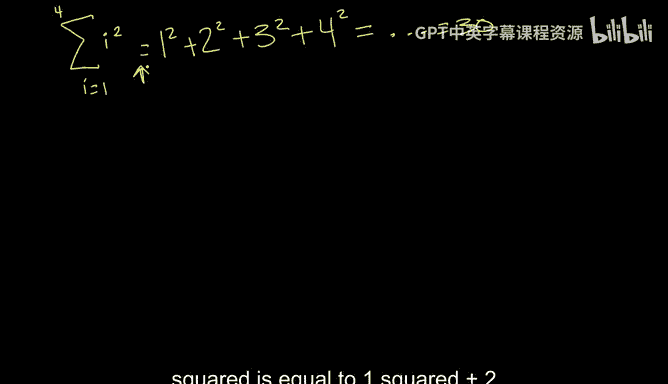 4
∑ i² = 1² + 2² + 3² + 4² = . . . = 30
i=1
GPT中英字幕课程资源 bilibili
squared is equal to 1 squared + 2